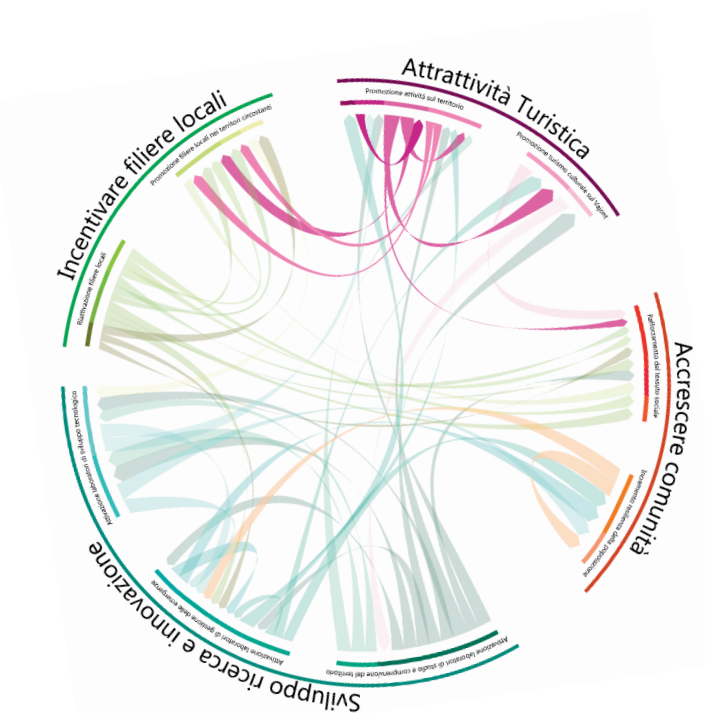 Attrattività Turistica
Promozione attività sul territorio
Promozione turismo culturale sul Vajont
Accrescere comunità
Rafforzamento del tessuto sociale
Incremento resilienza della popolazione
Sviluppo ricerca e innovazione
Attivazione laboratori di studio e comprensione del territorio
Attivazione laboratori di gestione delle emergenze
Attivazione laboratori di sviluppo tecnologico
Incentivare filiere locali
Riattivazione filiere locali
Promozione filiere locali nei territori circostanti